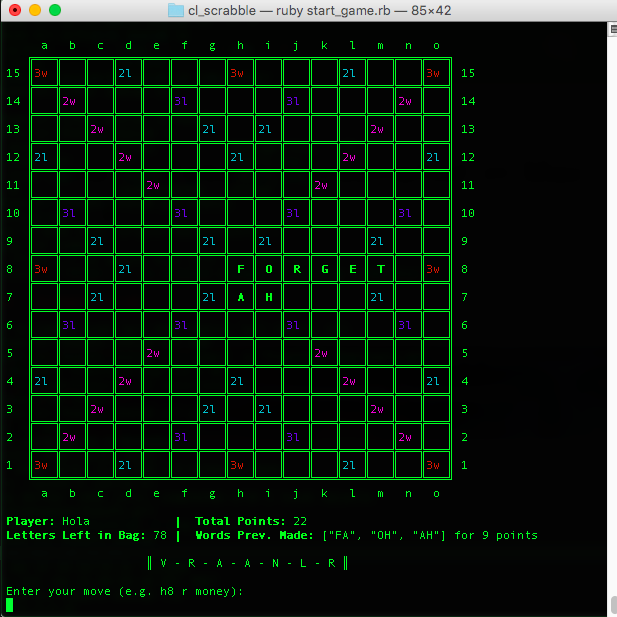 cl_scrabble — ruby start_game.rb — 85×42
a b c d e f g h i j k l m n o
15 3w 2l 3w 2l 3w 15
14 2w 3l 3l 2w 14
13 2w 2l 2l 2w 13
12 2l 2w 2l 2w 2l 12
11 2w 2w 11
10 3l 3l 3l 3l 10
9 2l 2l 2l 2l 9
8 3w 2l F O R G E T 3w 8
7 2l 2l A H 2l 7
6 3l 3l 3l 3l 6
5 2w 2w 5
4 2l 2w 2l 2w 2l 4
3 2w 2l 2l 2w 3
2 2w 3l 3l 2w 2
1 3w 2l 3w 2l 3w 1
a b c d e f g h i j k l m n o
Player: Hola | Total Points: 22
Letters Left in Bag: 78 | Words Prev. Made: ["FA", "OH", "AH"] for 9 points
║ V - R - A - A - N - L - R ║
Enter your move (e.g. h8 r money):